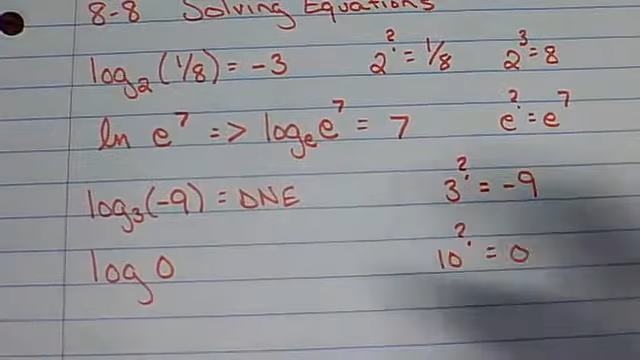 8-8 Solving Equations
log₂(1/8) = -3 2^? = 1/8 2³ = 8
ln e⁷ => logₑe⁷ = 7 e^? = e⁷
log₃(-9) = DNE 3^? = -9
log 0 10^? = 0